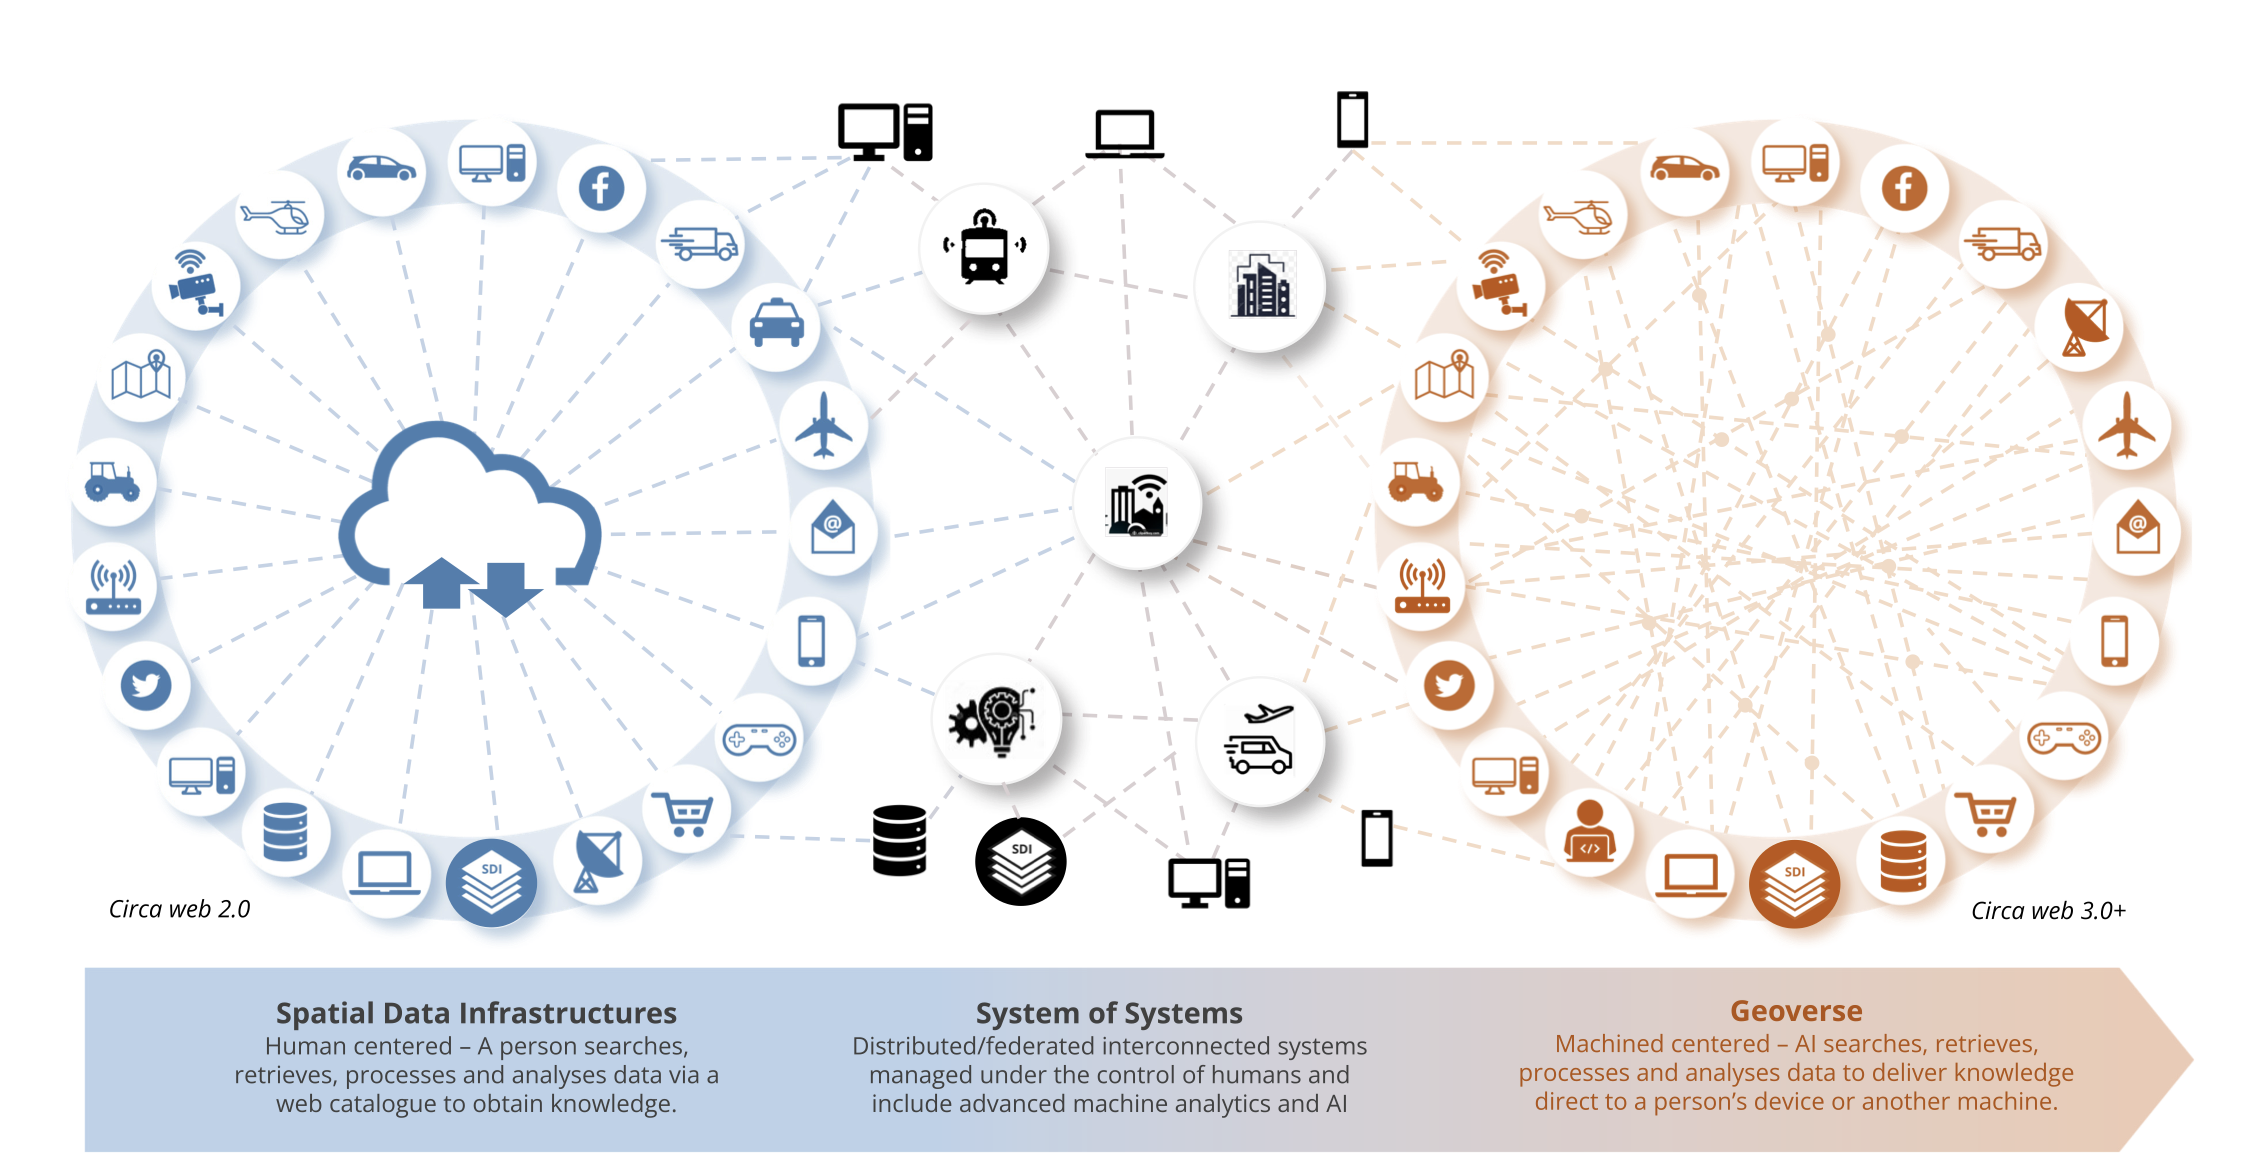 SDI
Circa web 2.0
SDI
SDI
Circa web 3.0+
Spatial Data Infrastructures
Human centered – A person searches,
retrieves, processes and analyses data via a
web catalogue to obtain knowledge.
System of Systems
Distributed/federated interconnected systems
managed under the control of humans and
include advanced machine analytics and AI
Geoverse
Machined centered – AI searches, retrieves,
processes and analyses data to deliver knowledge
direct to a person’s device or another machine.